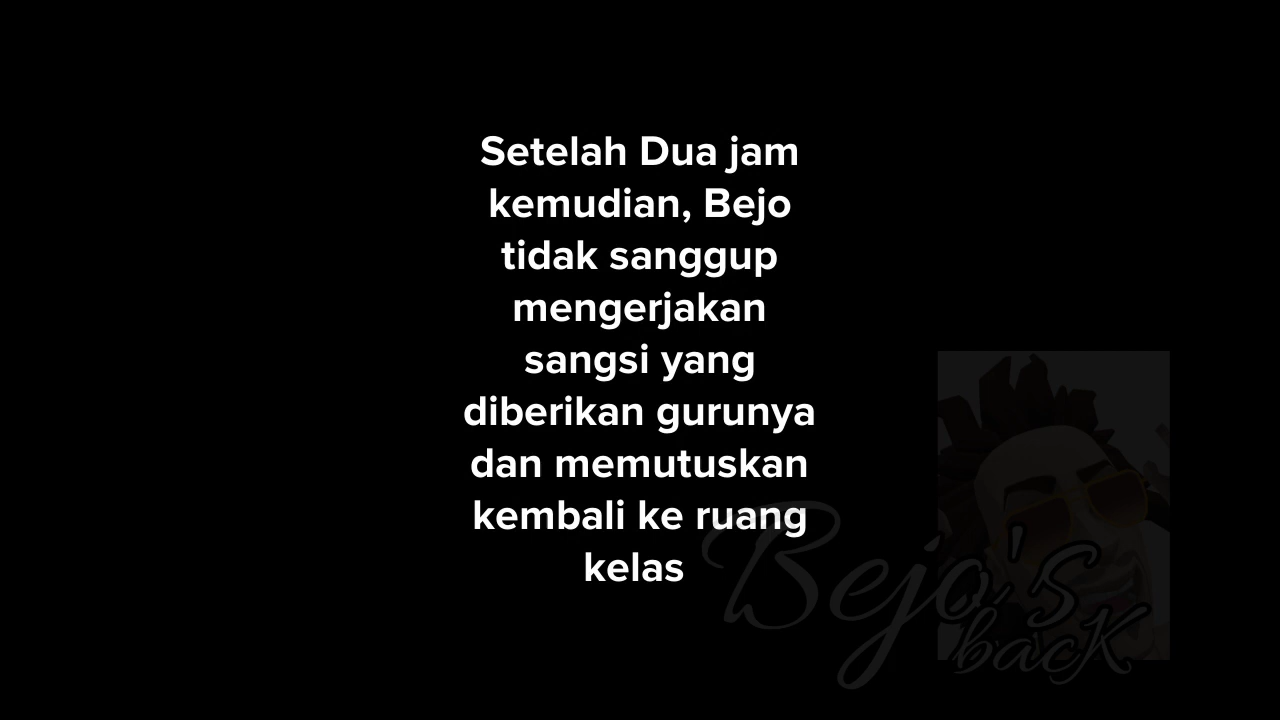 Setelah Dua jam
kemudian, Bejo
tidak sanggup
mengerjakan
sangsi yang
diberikan gurunya
dan memutuskan
kembali ke ruang
kelas
Bejo's
back